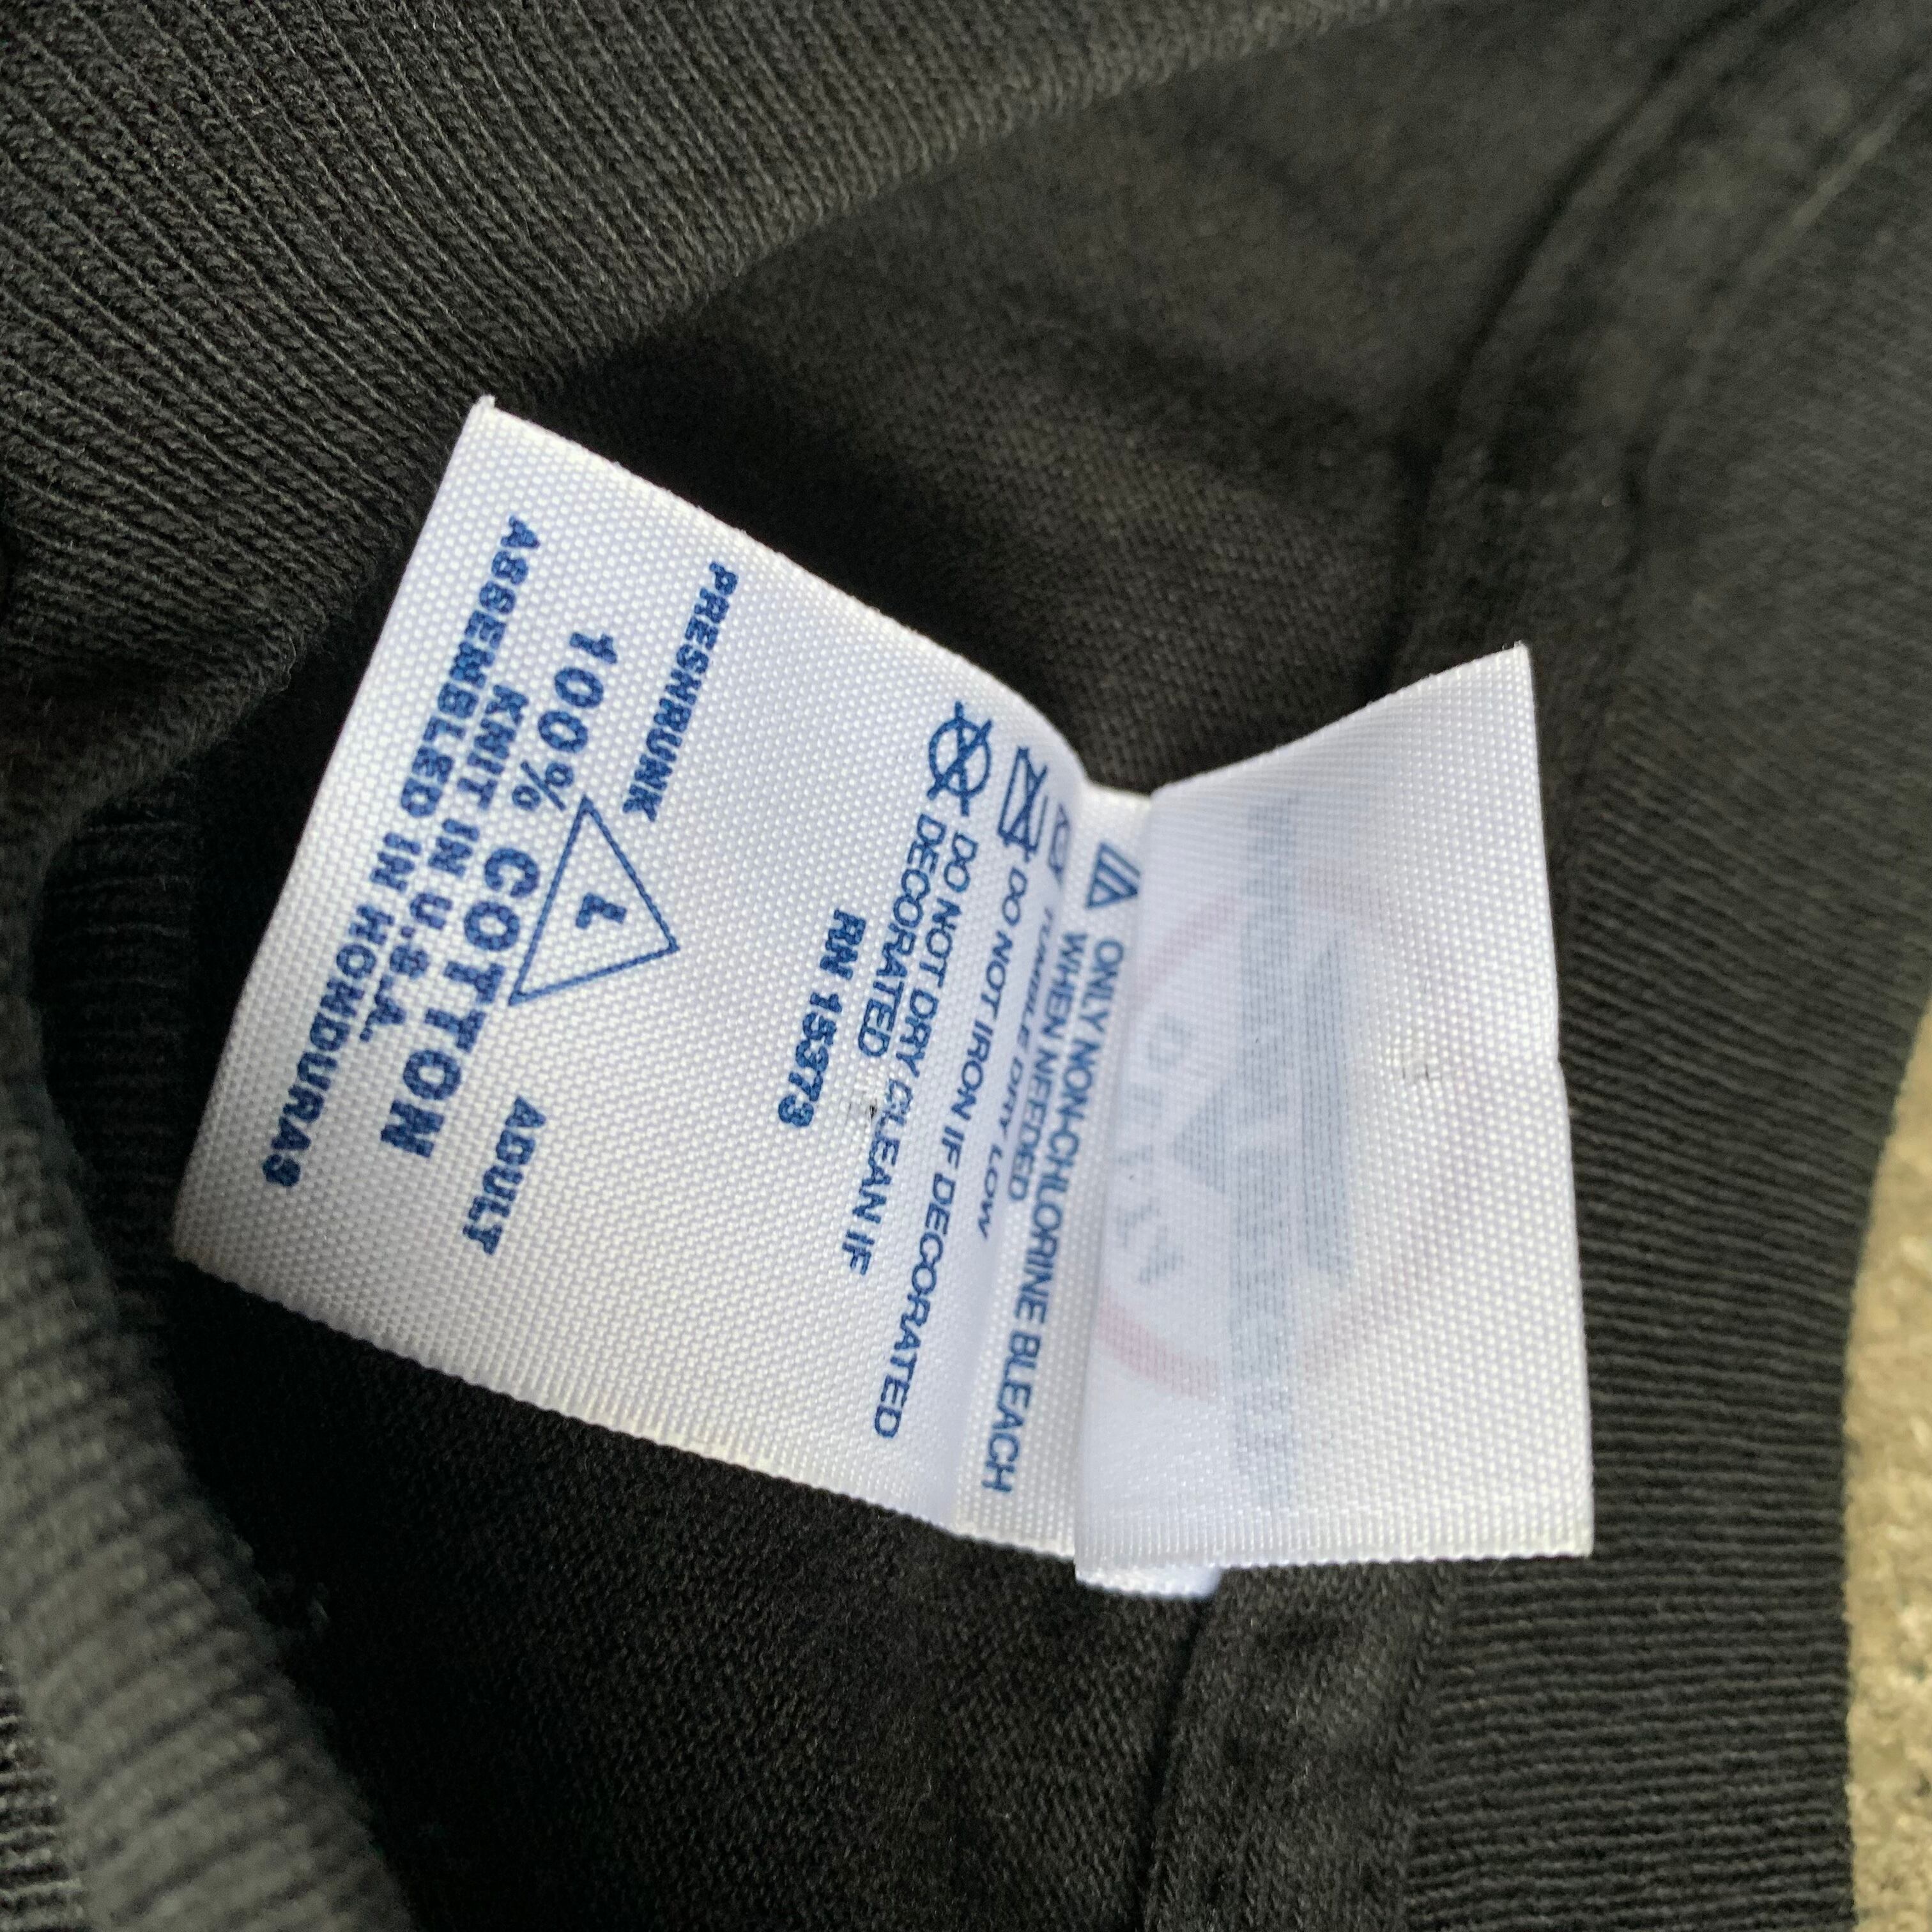 ONLY NON-CHLORINE BLEACH
WHEN NEEDED
TUMBLE DRY LOW
DO NOT IRON IF DECORATED
DO NOT DRY CLEAN IF
DECORATED
RN 15373
PRESHRUNK
L ADULT
100% COTTON
KNIT IN U.S.A.
ASSEMBLED IN HONDURAS